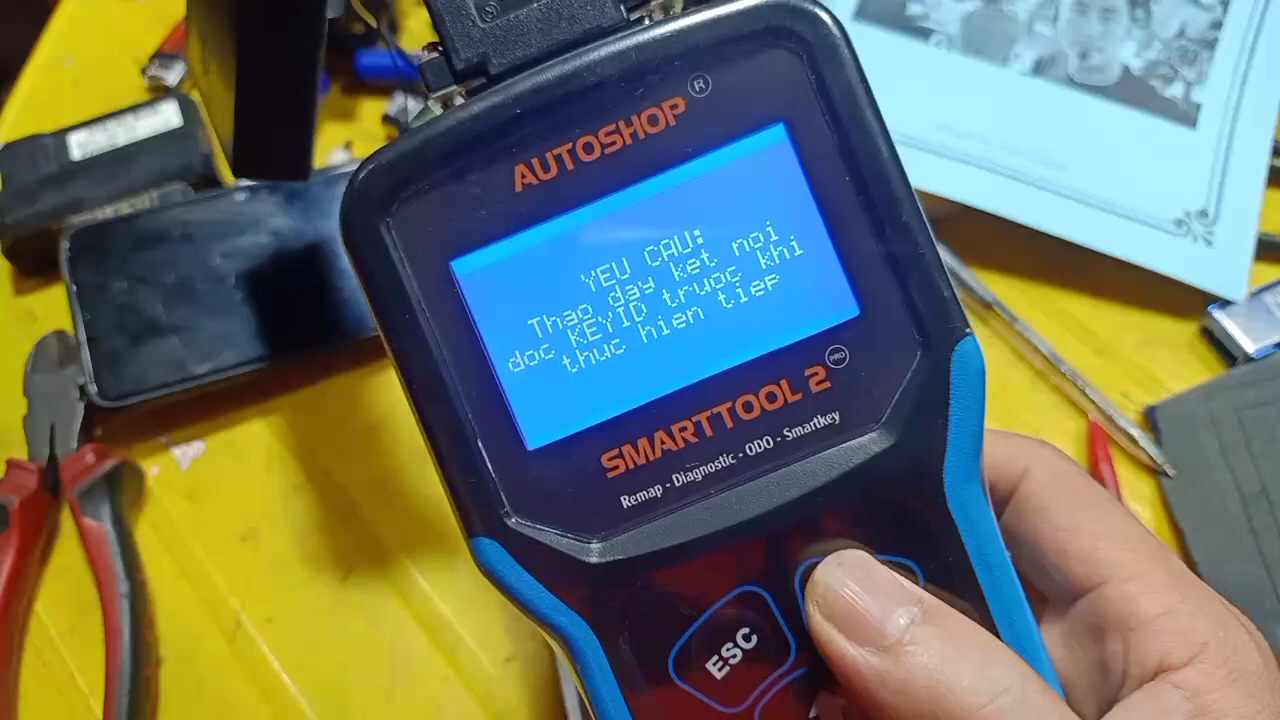 AUTOSHOP ®
YEU CAU:
Thao day ket noi
doc KEYID truoc khi
thuc hien tiep
SMARTTOOL 2 PRO
Remap - Diagnostic - ODO - Smartkey
ESC